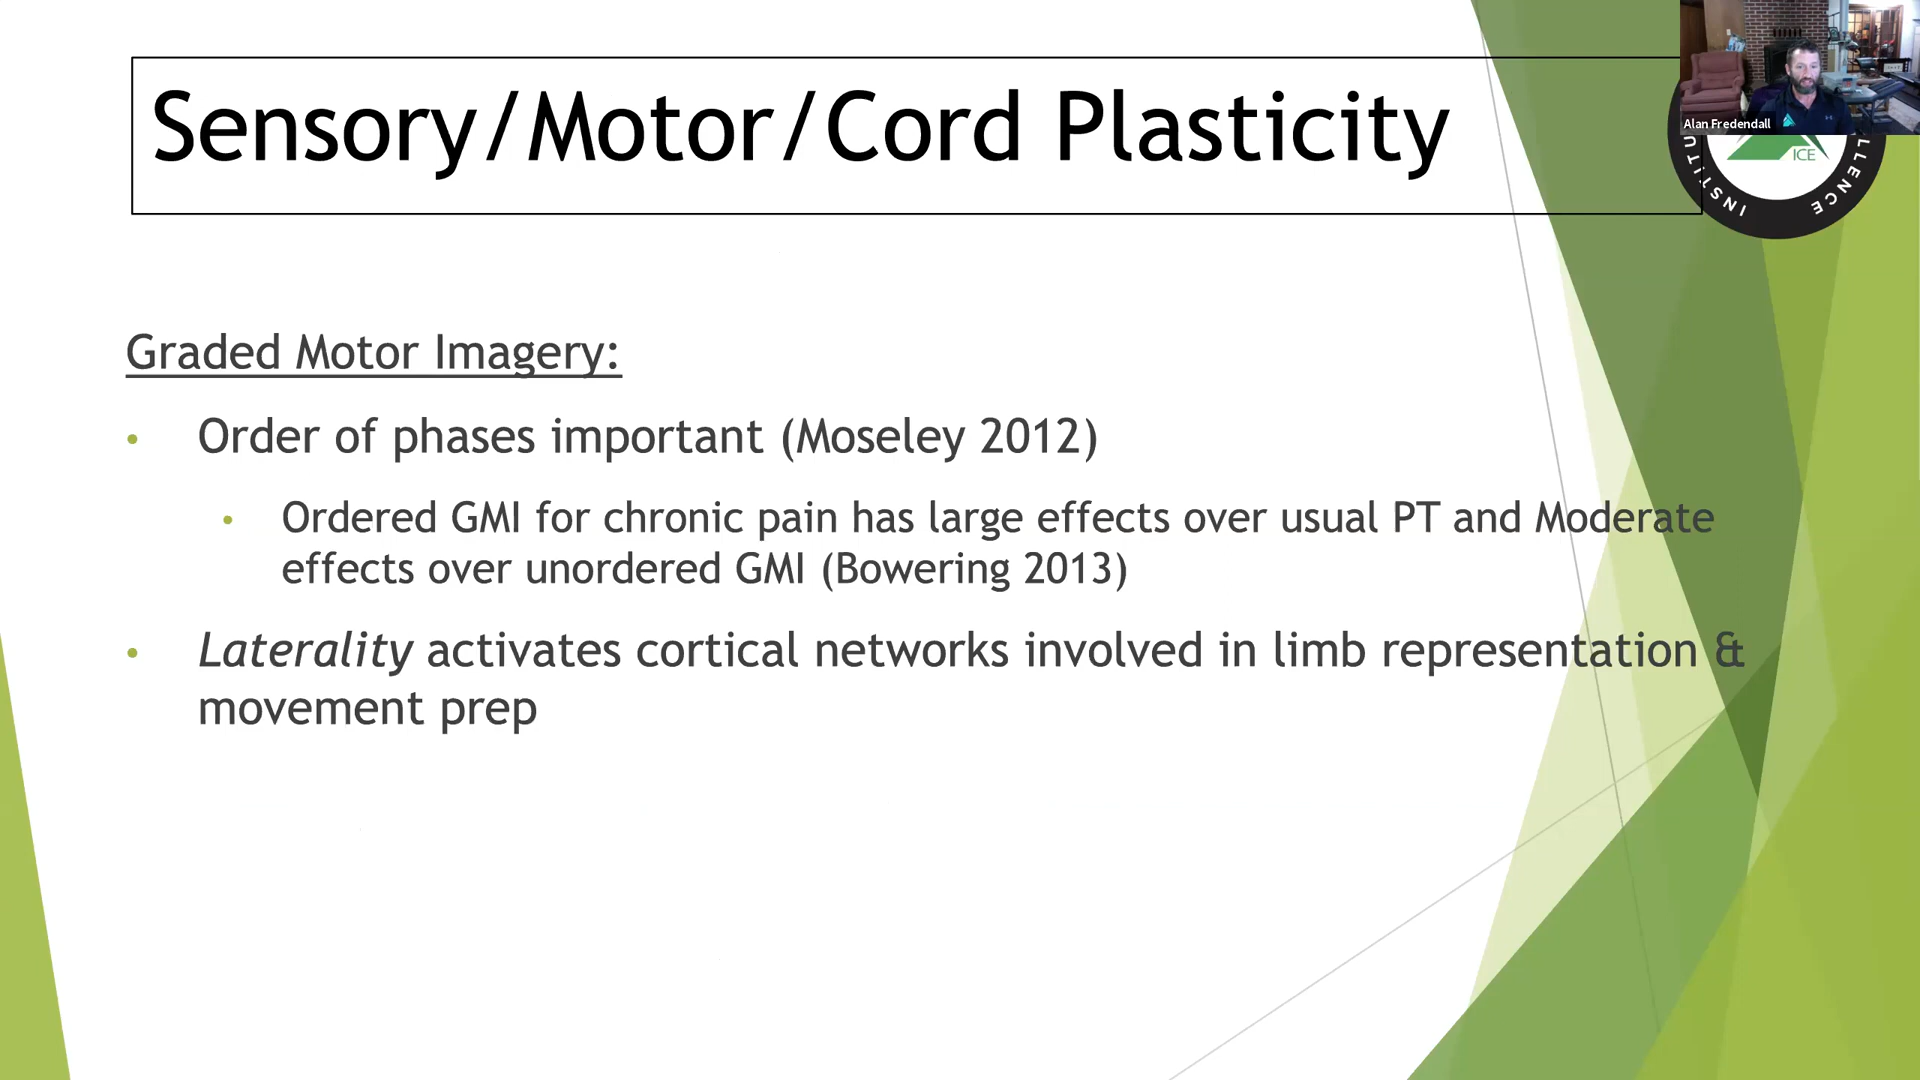 Sensory/Motor/Cord Plasticity
Alan Fredendall
ICE
INSTITU
LLENCE
Graded Motor Imagery:
• Order of phases important (Moseley 2012)
• Ordered GMI for chronic pain has large effects over usual PT and Moderate
effects over unordered GMI (Bowering 2013)
• Laterality activates cortical networks involved in limb representation &
movement prep